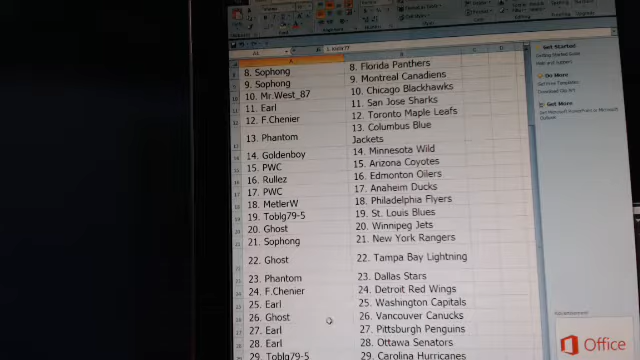 8. Sophong 8. Florida Panthers
9. Sophong 9. Montreal Canadiens
10. Mr.West_87 10. Chicago Blackhawks
11. Earl 11. San Jose Sharks
12. F.Chenier 12. Toronto Maple Leafs
13. Phantom 13. Columbus Blue
Jackets
14. Goldenboy 14. Minnesota Wild
15. PWC 15. Arizona Coyotes
16. Rullez 16. Edmonton Oilers
17. PWC 17. Anaheim Ducks
18. MetlerW 18. Philadelphia Flyers
19. Toblg79-5 19. St. Louis Blues
20. Ghost 20. Winnipeg Jets
21. Sophong 21. New York Rangers
22. Ghost 22. Tampa Bay Lightning
23. Phantom 23. Dallas Stars
24. F.Chenier 24. Detroit Red Wings
25. Earl 25. Washington Capitals
26. Ghost 26. Vancouver Canucks
27. Earl 27. Pittsburgh Penguins
28. Earl 28. Ottawa Senators
29. Toblg79-5 29. Carolina Hurricanes
Get Started
Do More
Get More
Office